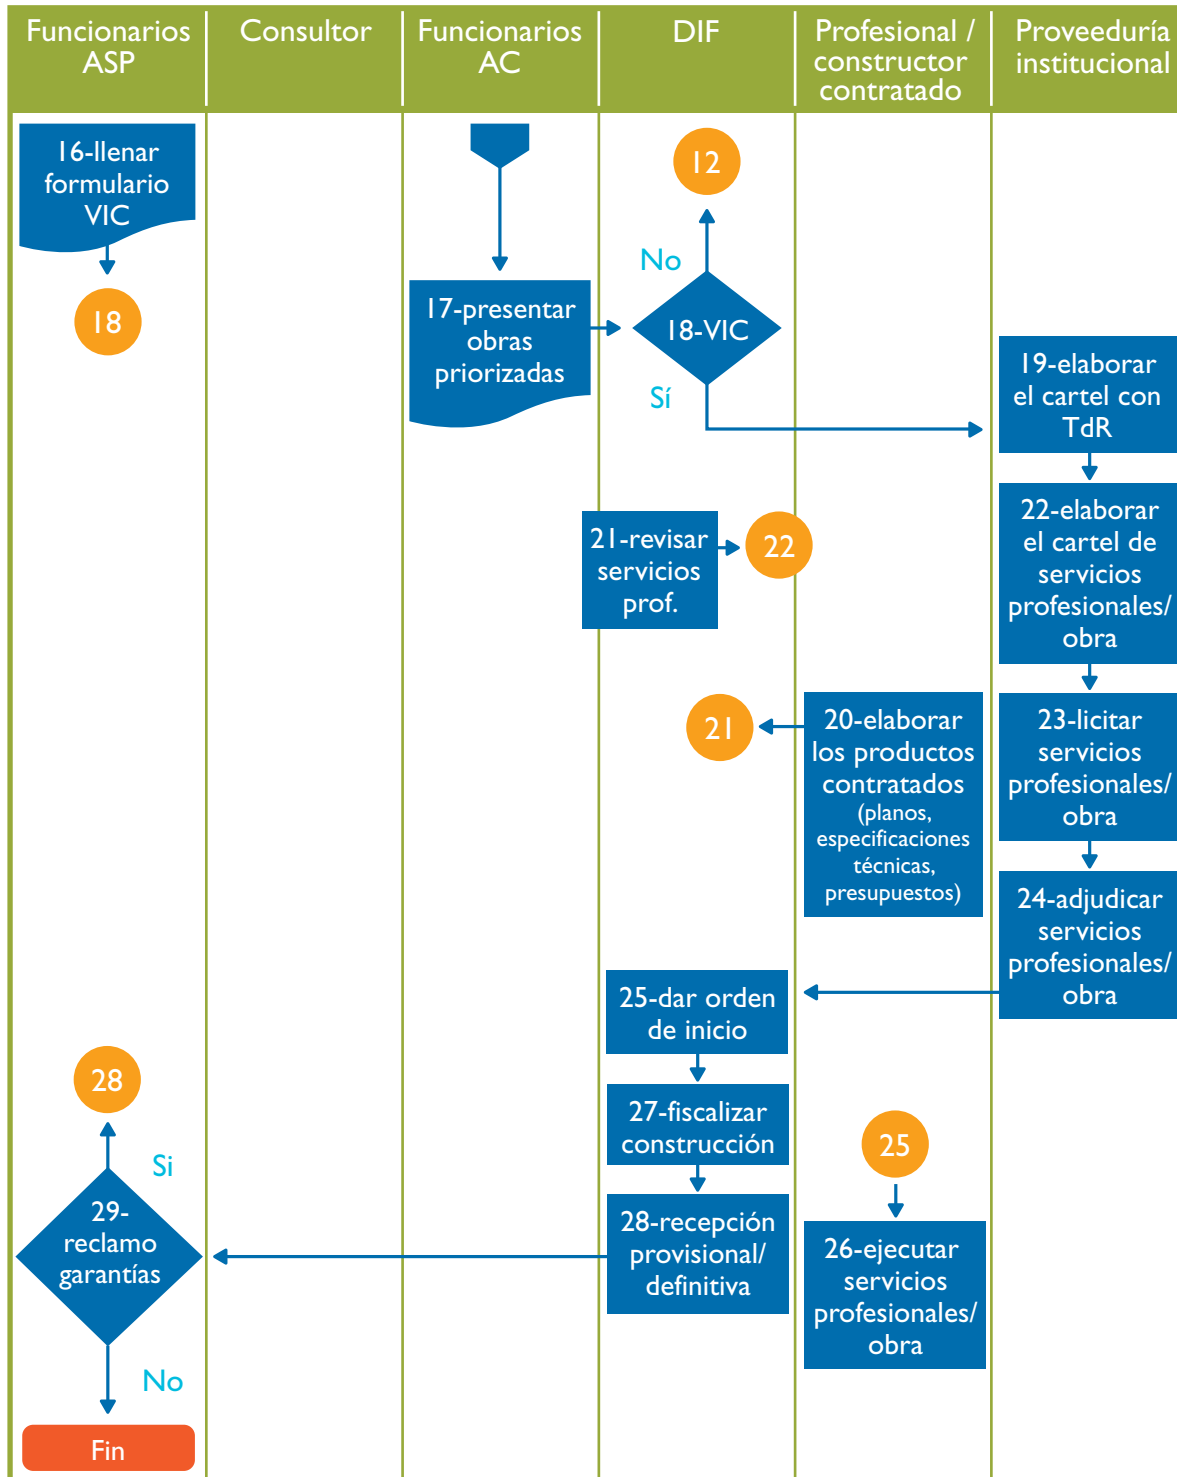 Funcionarios
ASP
Consultor
Funcionarios
AC
DIF
Profesional /
constructor
contratado
Proveeduría
institucional
16-llenar
formulario
VIC
18
17-presentar
obras
priorizadas
12
No
18-VIC
Sí
19-elaborar
el cartel con
TdR
21-revisar
servicios
prof.
22
22-elaborar
el cartel de
servicios
profesionales/
obra
21
20-elaborar
los productos
contratados
(planos,
especificaciones
técnicas,
presupuestos)
23-licitar
servicios
profesionales/
obra
24-adjudicar
servicios
profesionales/
obra
25-dar orden
de inicio
27-fiscalizar
construcción
28-recepción
provisional/
definitiva
25
26-ejecutar
servicios
profesionales/
obra
28
Si
29-
reclamo
garantías
No
Fin